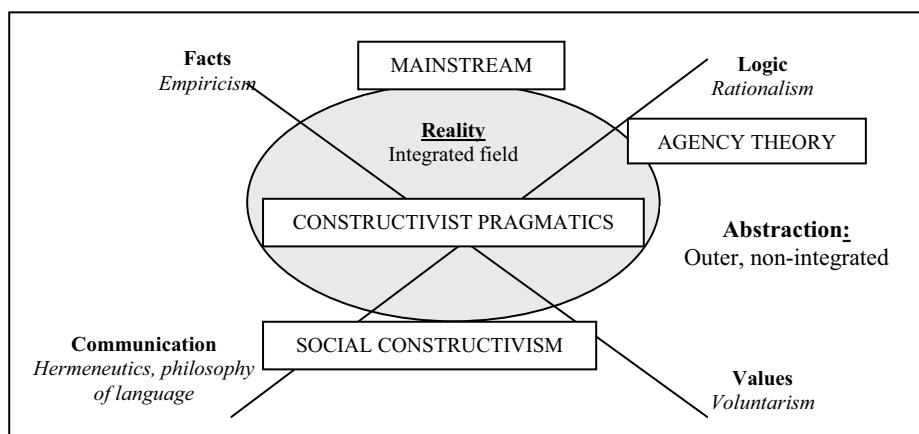 Facts
Empiricism
MAINSTREAM
Logic
Rationalism
Reality
Integrated field
AGENCY THEORY
CONSTRUCTIVIST PRAGMATICS
Abstraction:
Outer, non-integrated
Communication
Hermeneutics, philosophy
of language
SOCIAL CONSTRUCTIVISM
Values
Voluntarism